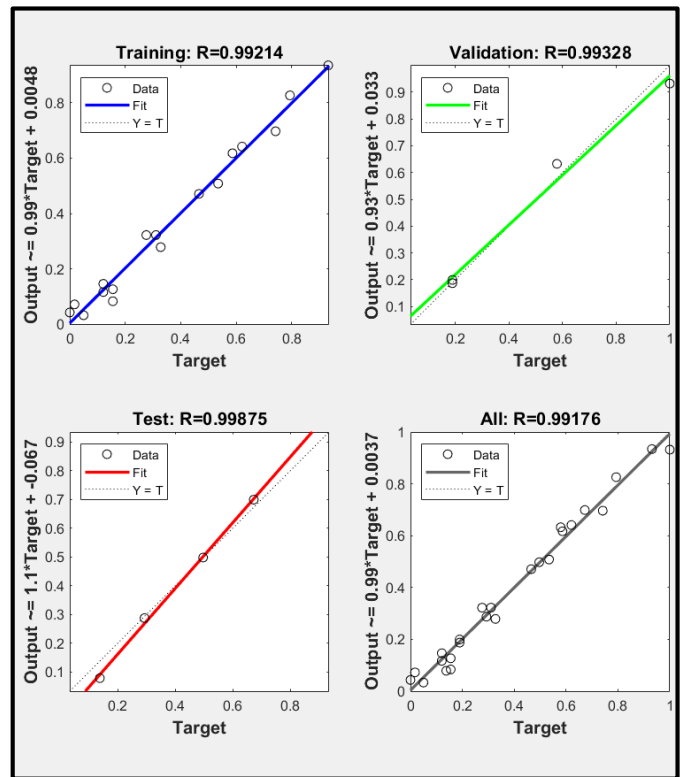 Training: R=0.99214
Output ~= 0.99*Target + 0.0048
Data
Fit
Y = T
0
0.2
0.4
0.6
0.8
0
0.2
0.4
0.6
0.8
Target
Validation: R=0.99328
Output ~= 0.93*Target + 0.033
Data
Fit
Y = T
0.1
0.2
0.3
0.4
0.5
0.6
0.7
0.8
0.9
0.2
0.4
0.6
0.8
1
Target
Test: R=0.99875
Output ~= 1.1*Target + -0.067
Data
Fit
Y = T
0.1
0.2
0.3
0.4
0.5
0.6
0.7
0.8
0.9
0.2
0.4
0.6
0.8
Target
All: R=0.99176
Output ~= 0.99*Target + 0.0037
Data
Fit
Y = T
0
0.2
0.4
0.6
0.8
1
0
0.2
0.4
0.6
0.8
1
Target